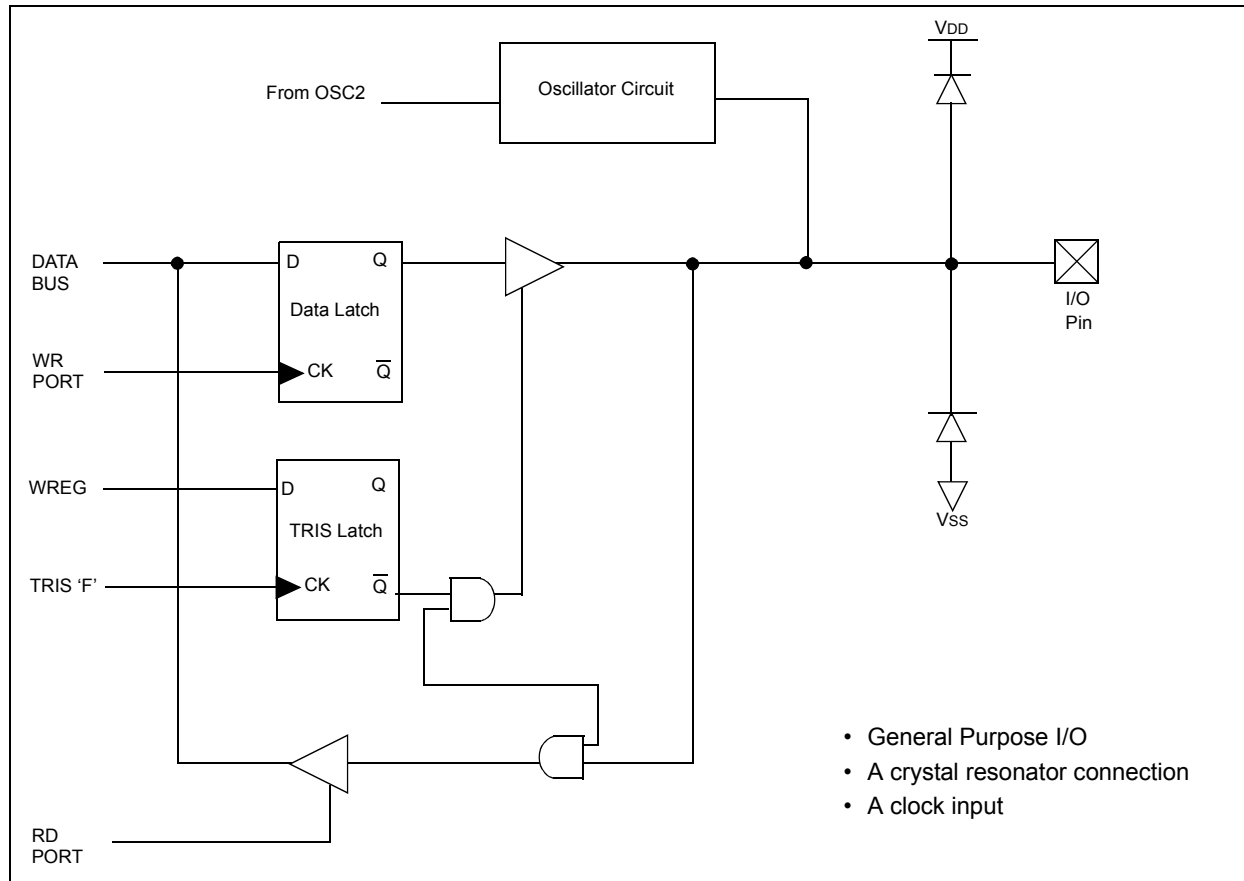 VDD
From OSC2
Oscillator Circuit
DATA
BUS
D
Q
Data Latch
WR
PORT
CK
Q̅
I/O
Pin
WREG
D
Q
TRIS Latch
VSS
TRIS ‘F’
CK
Q̅
• General Purpose I/O
• A crystal resonator connection
• A clock input
RD
PORT